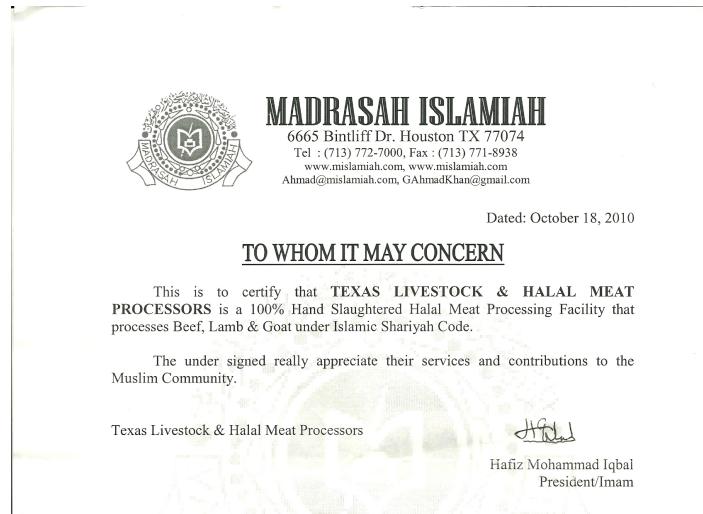 MADRASAH ISLAMIAH
MADRASAH ISLAMIAH
6665 Bintliff Dr. Houston TX 77074
Tel : (713) 772-7000, Fax : (713) 771-8938
www.mislamiah.com, www.mislamiah.com
Ahmad@mislamiah.com, GAhmadKhan@gmail.com
Dated: October 18, 2010
TO WHOM IT MAY CONCERN
This is to certify that TEXAS LIVESTOCK & HALAL MEAT
PROCESSORS is a 100% Hand Slaughtered Halal Meat Processing Facility that
processes Beef, Lamb & Goat under Islamic Shariyah Code.
The under signed really appreciate their services and contributions to the
Muslim Community.
Texas Livestock & Halal Meat Processors
Hafiz Mohammad Iqbal
President/Imam